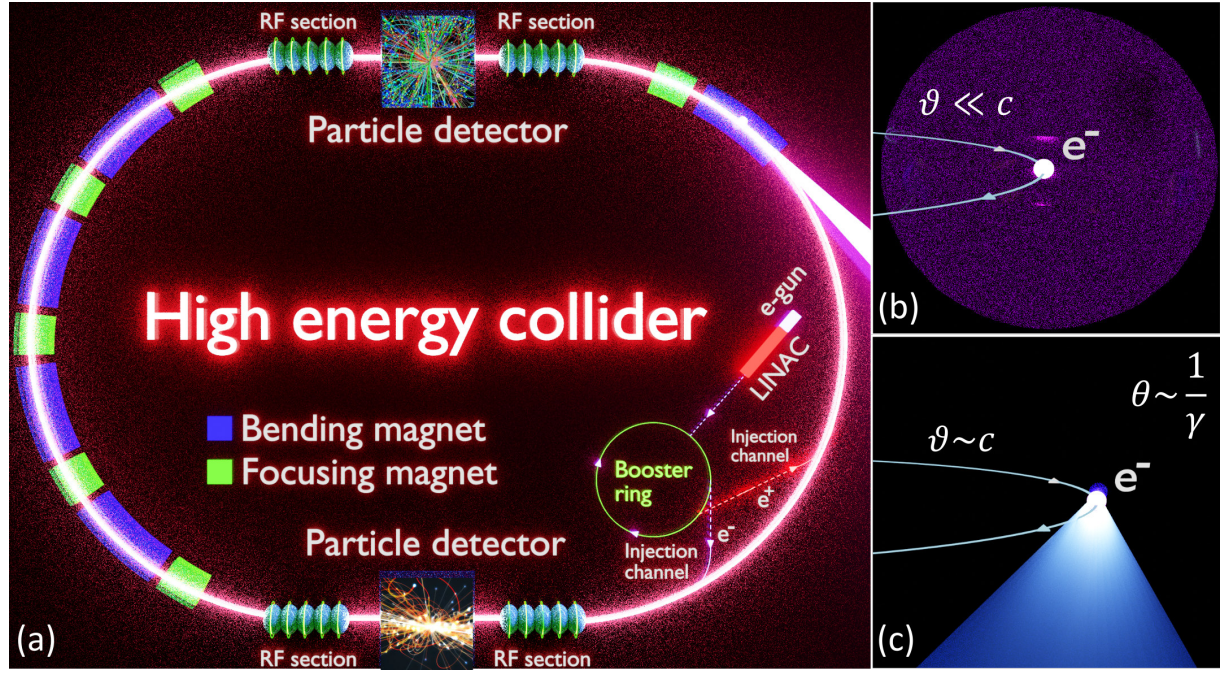 RF section
RF section
Particle detector
High energy collider
Bending magnet
Focusing magnet
e-gun
LINAC
Injection
channel
Booster
ring
e⁺
e⁻
Injection
channel
Particle detector
RF section
RF section
(a)
ϑ ≪ c
e⁻
(b)
θ~1/γ
ϑ~c
e⁻
(c)